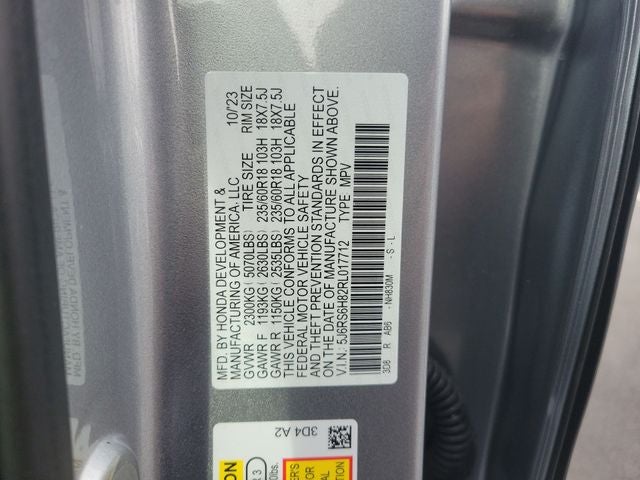 MFD. BY HONDA DEVELOPMENT &
MANUFACTURING OF AMERICA, LLC 10/'23
GVWR 2300KG ( 5070LBS) TIRE SIZE RIM SIZE
GAWR F 1193KG ( 2630LBS) 235/60R18 103H 18X7.5J
GAWR R 1150KG ( 2535LBS) 235/60R18 103H 18X7.5J
THIS VEHICLE CONFORMS TO ALL APPLICABLE
FEDERAL MOTOR VEHICLE SAFETY
AND THEFT PREVENTION STANDARDS IN EFFECT
ON THE DATE OF MANUFACTURE SHOWN ABOVE.
V.I.N.: 5J6RS6H82RL017712 TYPE MPV
3D8 R AB6 - NH830M - S - L
3D4 A2